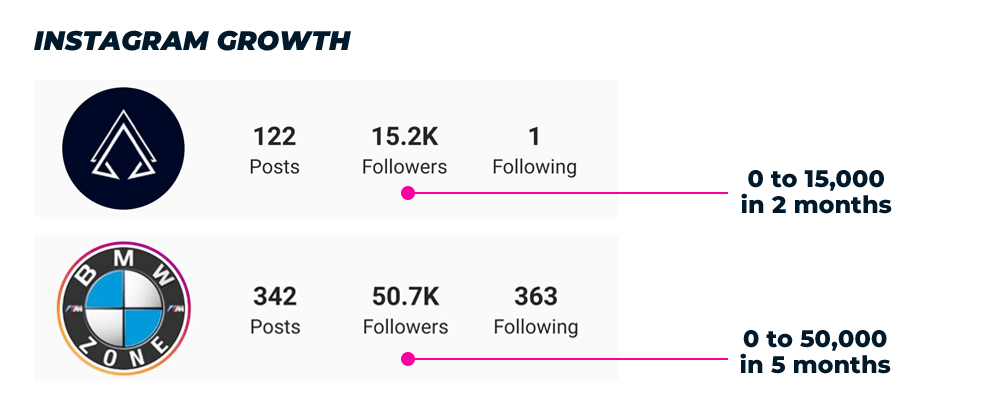 INSTAGRAM GROWTH
122 15.2K 1
Posts Followers Following
0 to 15,000
in 2 months
BMW
ZONE
342 50.7K 363
Posts Followers Following
0 to 50,000
in 5 months